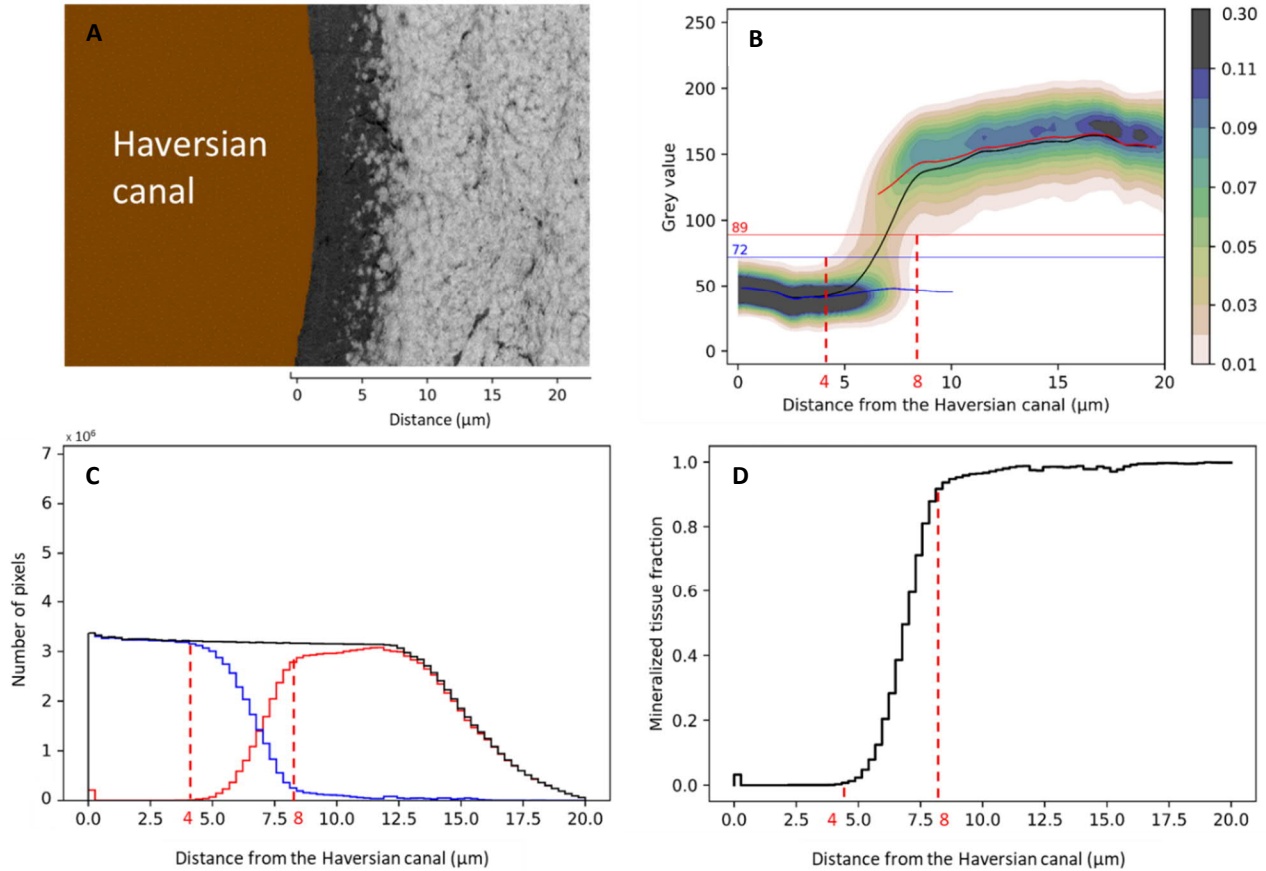 A
Haversian
canal
0 5 10 15 20
Distance (µm)
B
250
200
150
100
50
0
Grey value
89
72
0 4 5 8 10 15 20
Distance from the Haversian canal (µm)
0.30
0.11
0.09
0.07
0.05
0.03
0.01
C
x 10⁶
7
6
5
4
3
2
1
0
Number of pixels
0.0 2.5 4 5.0 7.5 8 10.0 12.5 15.0 17.5 20.0
Distance from the Haversian canal (µm)
D
1.0
0.8
0.6
0.4
0.2
0.0
Mineralized tissue fraction
0.0 2.5 4 5.0 7.5 8 10.0 12.5 15.0 17.5 20.0
Distance from the Haversian canal (µm)